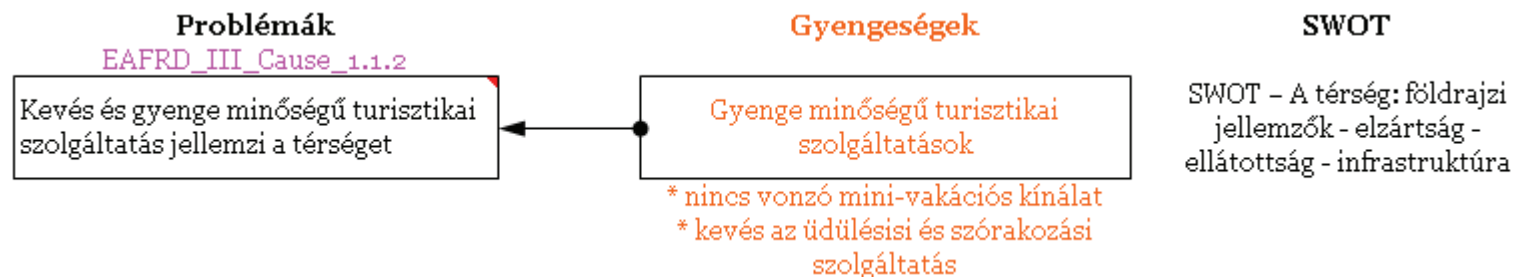 Problémák
EAFRD_III_Cause_1.1.2
Kevés és gyenge minőségű turisztikai
szolgáltatás jellemzi a térséget
Gyengeségek
Gyenge minőségű turisztikai
szolgáltatások
* nincs vonzó mini-vakációs kínálat
* kevés az üdülésisi és szórakozási
szolgáltatás
SWOT
SWOT – A térség: földrajzi
jellemzők - elzártság -
ellátottság - infrastruktúra